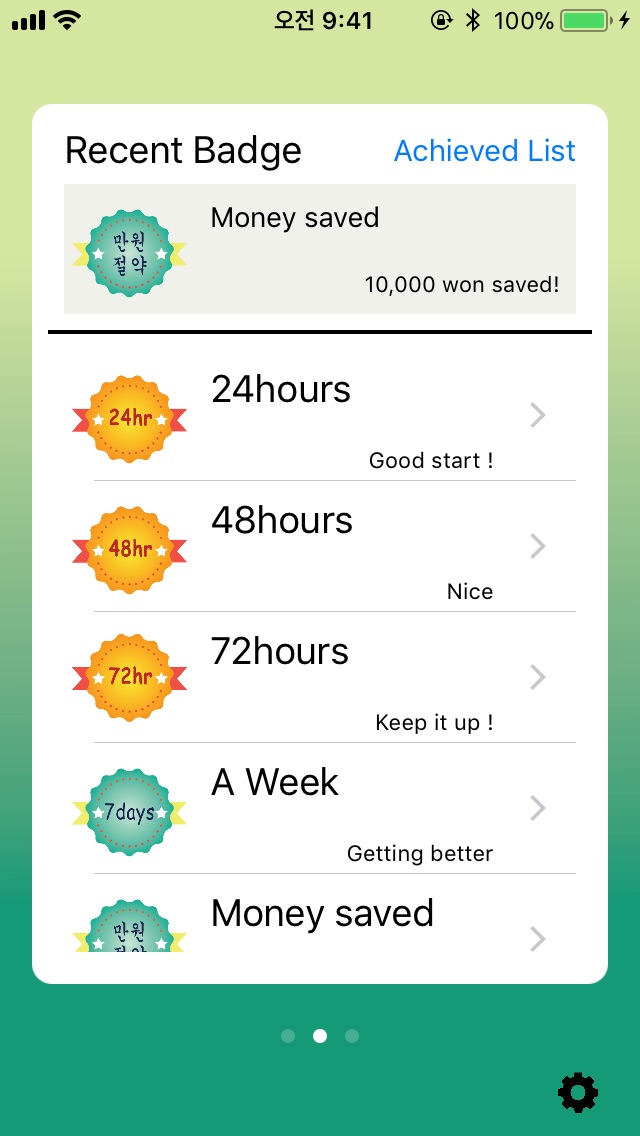 오전 9:41
100%
Recent Badge
Achieved List
만원
절약
Money saved
10,000 won saved!
24hr
24hours
Good start !
48hr
48hours
Nice
72hr
72hours
Keep it up !
7days
A Week
Getting better
만원
Money saved